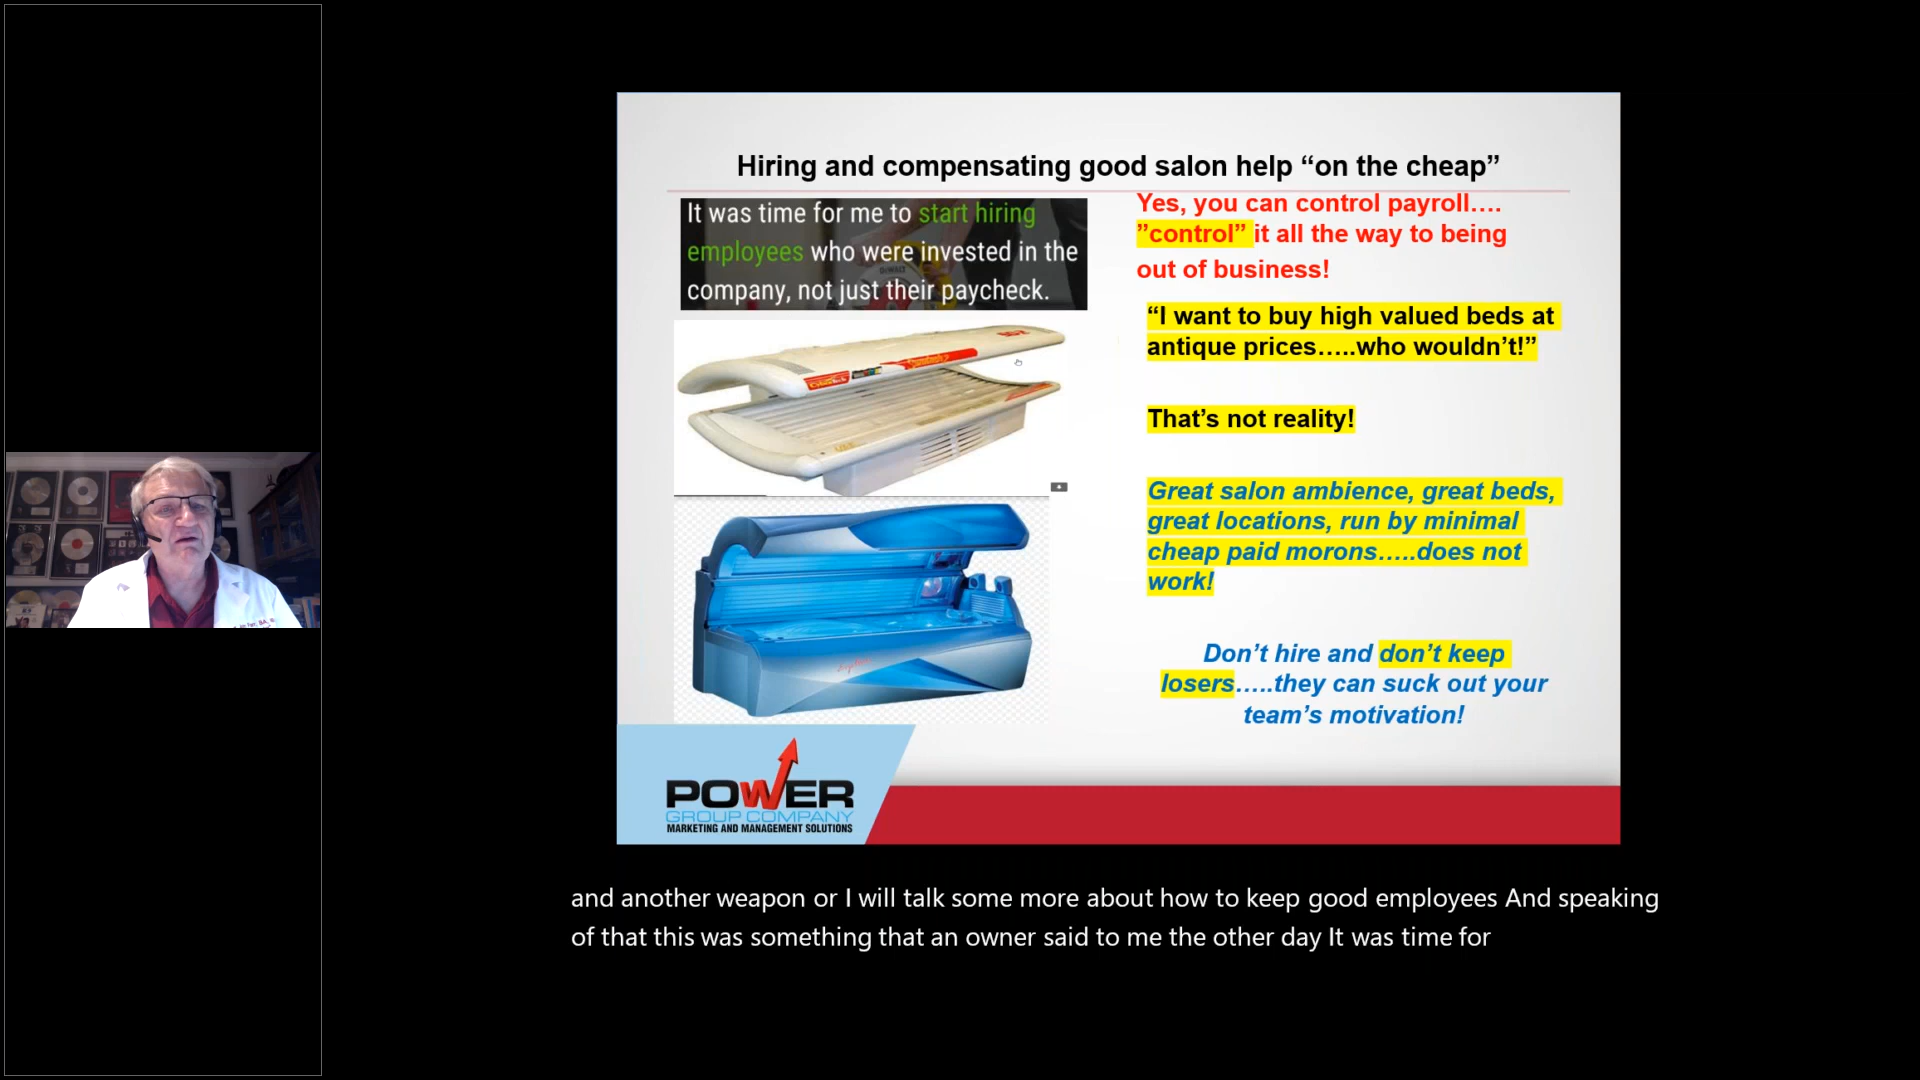 Hiring and compensating good salon help “on the cheap”
It was time for me to start hiring
employees who were invested in the
company, not just their paycheck.
Yes, you can control payroll….
”control” it all the way to being
out of business!
“I want to buy high valued beds at
antique prices…..who wouldn’t!”
That’s not reality!
Great salon ambience, great beds,
great locations, run by minimal
cheap paid morons…..does not
work!
Don’t hire and don’t keep
losers…..they can suck out your
team’s motivation!
POWER
GROUP COMPANY
MARKETING AND MANAGEMENT SOLUTIONS
and another weapon or I will talk some more about how to keep good employees And speaking
of that this was something that an owner said to me the other day It was time for